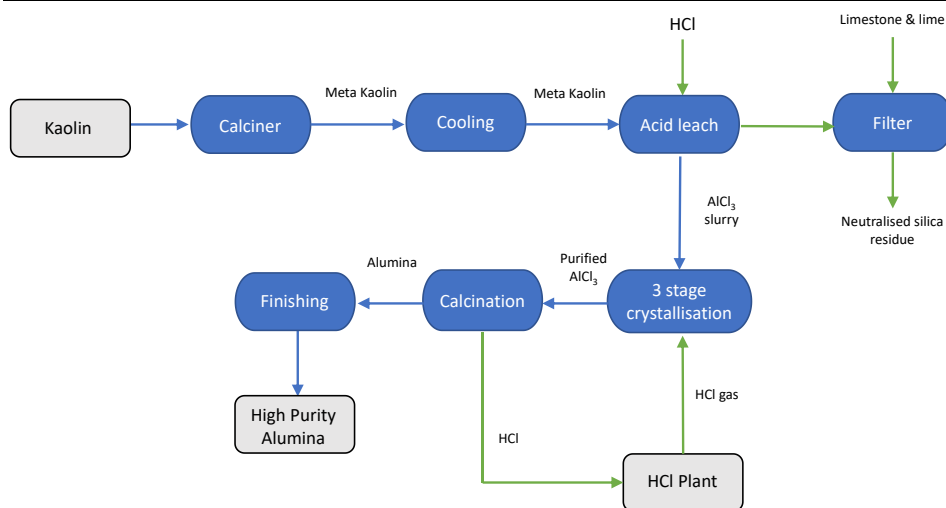 HCl
Limestone & lime
Meta Kaolin
Meta Kaolin
Kaolin
Calciner
Cooling
Acid leach
Filter
AlCl₃
slurry
Neutralised silica
residue
Alumina
Purified
AlCl₃
Finishing
Calcination
3 stage
crystallisation
High Purity
Alumina
HCl
HCl gas
HCl Plant